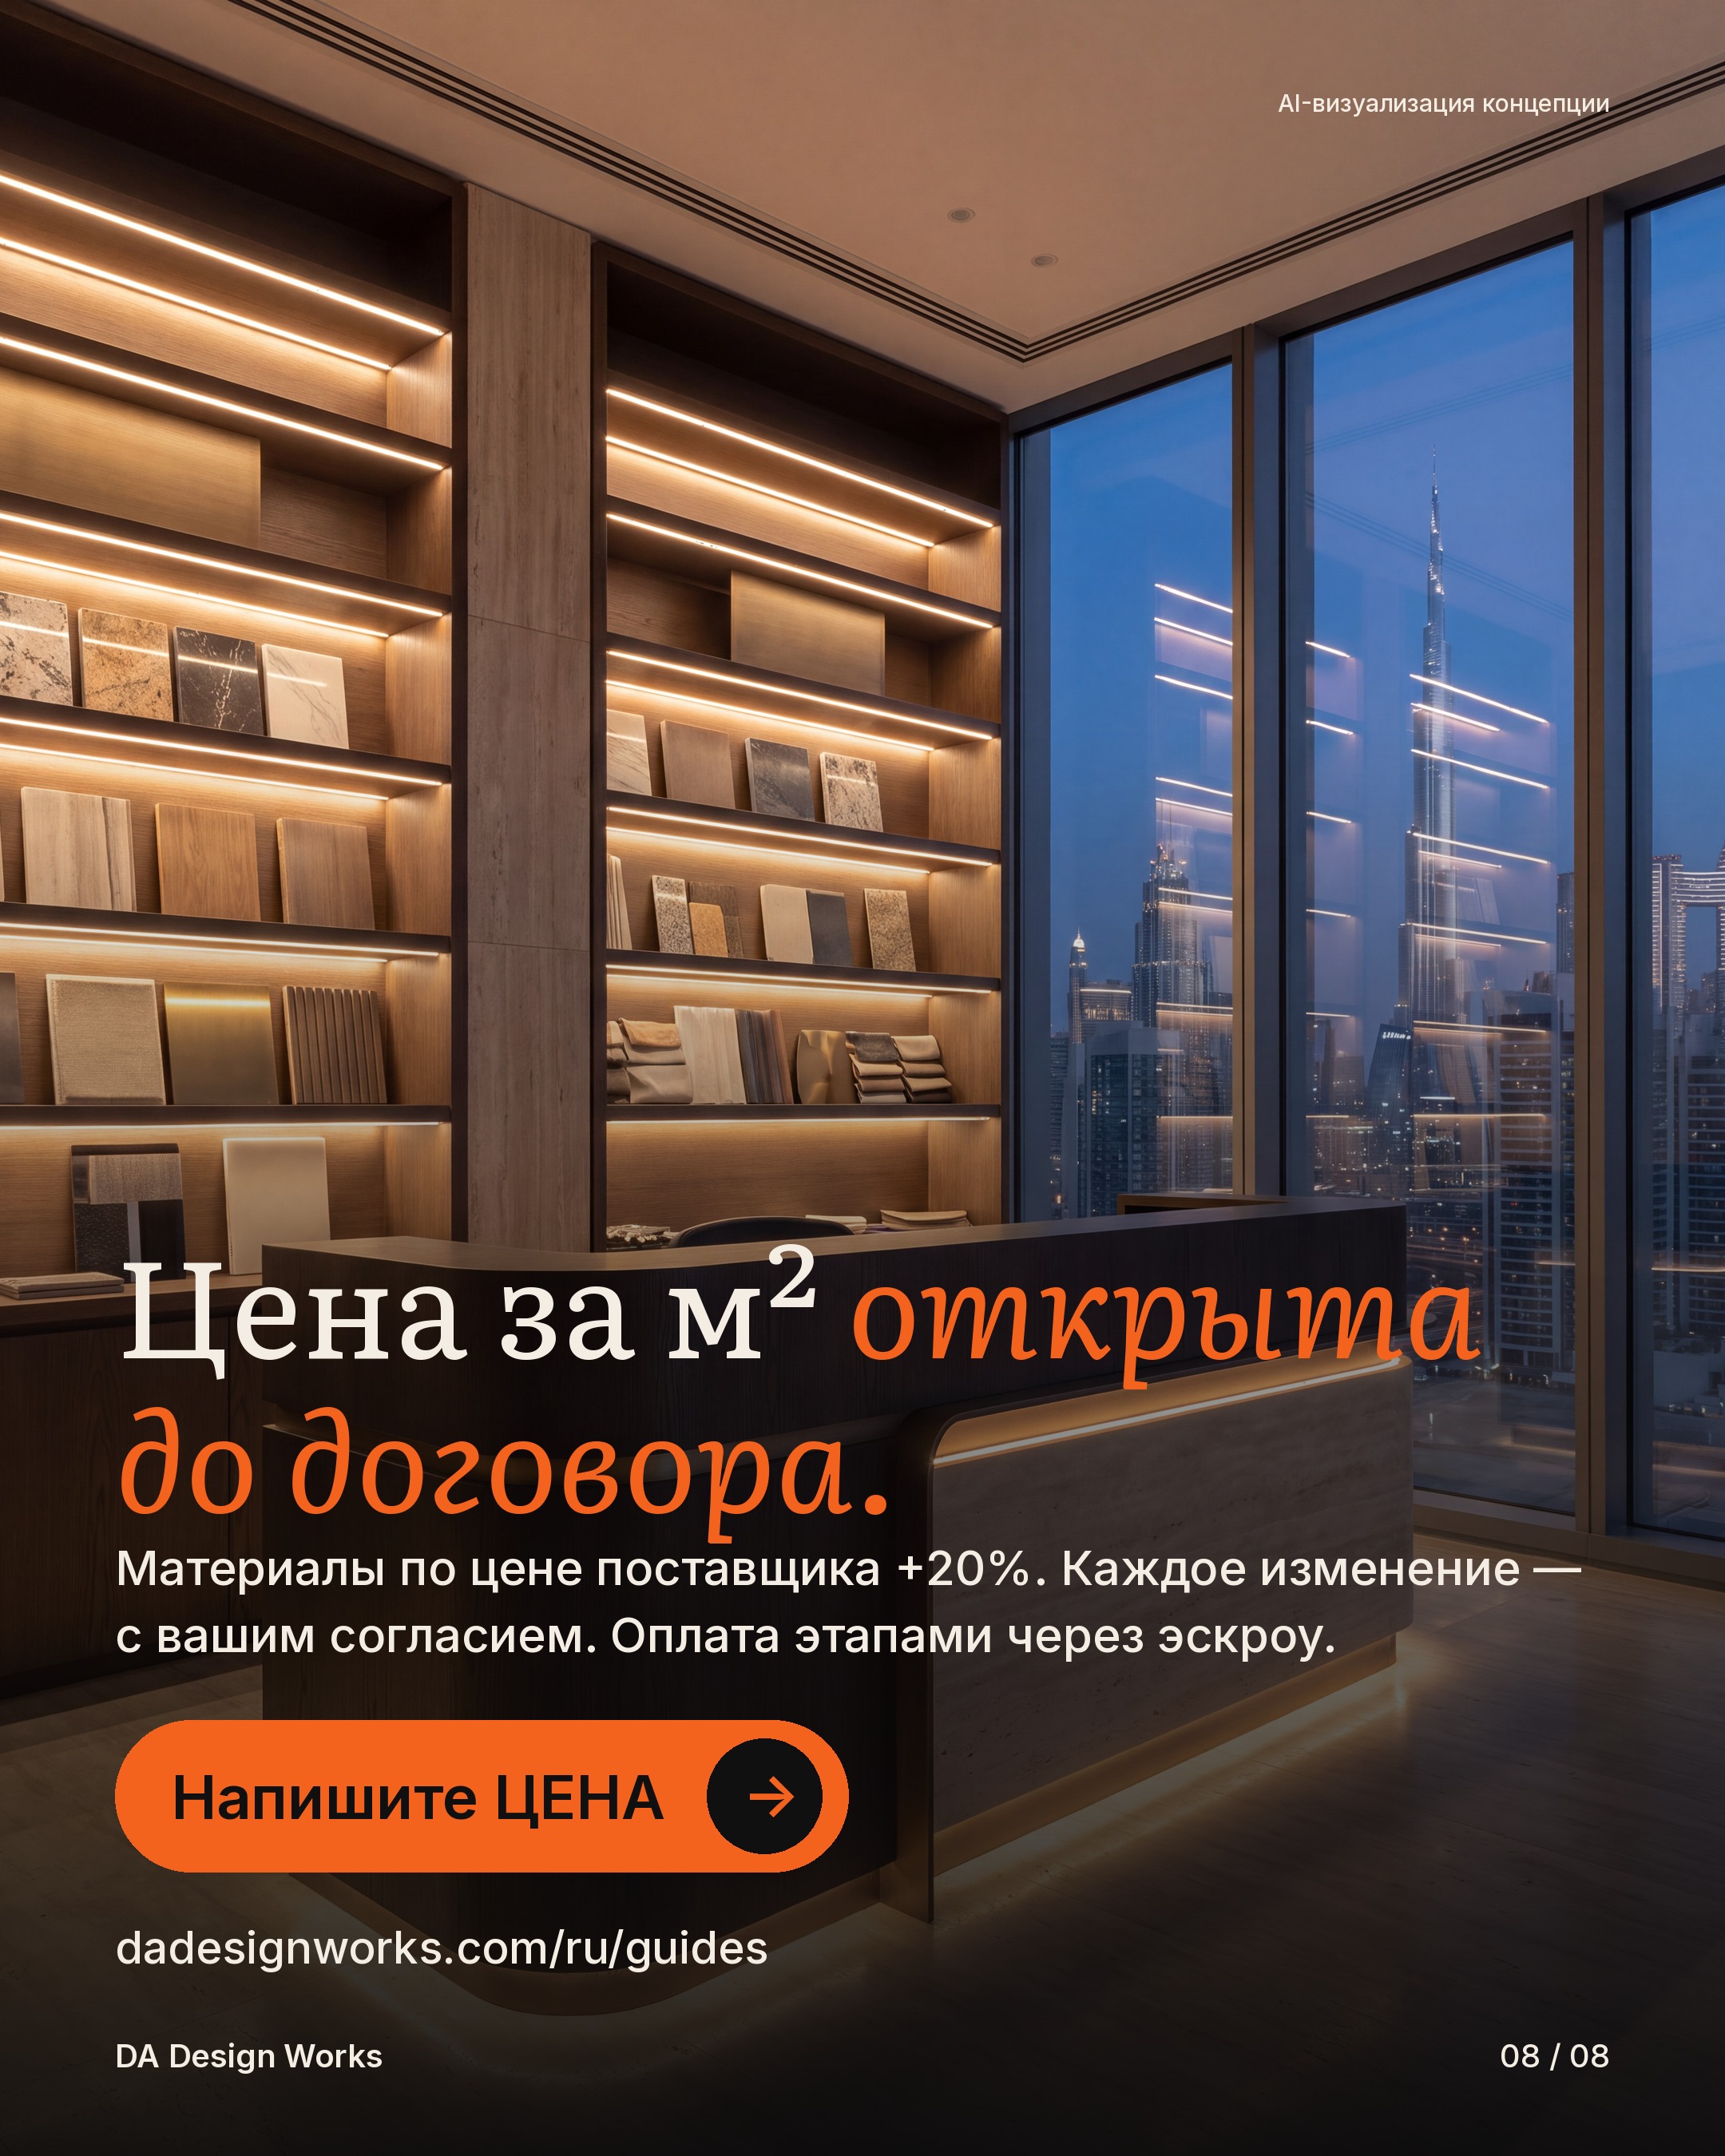 AI-визуализация концепции
Цена за м² открыта
до договора.
Материалы по цене поставщика +20%. Каждое изменение —
с вашим согласием. Оплата этапами через эскроу.
Напишите ЦЕНА
dadesignworks.com/ru/guides
DA Design Works
08 / 08